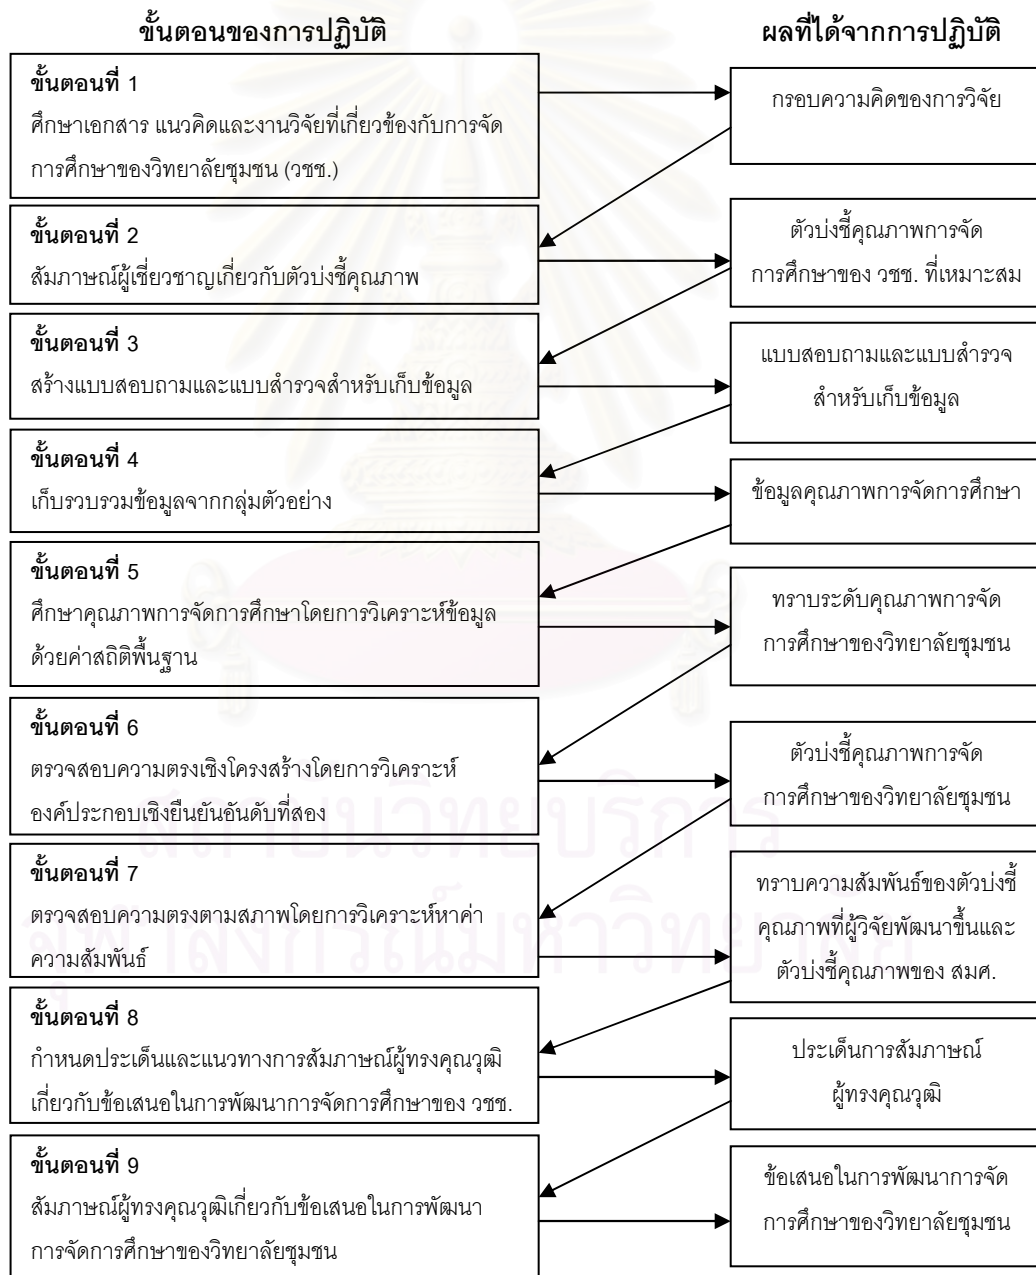 ขั้นตอนของการปฏิบัติ
ผลที่ได้จากการปฏิบัติ
ขั้นตอนที่ 1
ศึกษาเอกสาร แนวคิดและงานวิจัยที่เกี่ยวข้องกับการจัด
การศึกษาของวิทยาลัยชุมชน (วชช.)
กรอบความคิดของการวิจัย
ขั้นตอนที่ 2
สัมภาษณ์ผู้เชี่ยวชาญเกี่ยวกับตัวบ่งชี้คุณภาพ
ตัวบ่งชี้คุณภาพการจัด
การศึกษาของ วชช. ที่เหมาะสม
ขั้นตอนที่ 3
สร้างแบบสอบถามและแบบสำรวจสำหรับเก็บข้อมูล
แบบสอบถามและแบบสำรวจ
สำหรับเก็บข้อมูล
ขั้นตอนที่ 4
เก็บรวบรวมข้อมูลจากกลุ่มตัวอย่าง
ข้อมูลคุณภาพการจัดการศึกษา
ขั้นตอนที่ 5
ศึกษาคุณภาพการจัดการศึกษาโดยการวิเคราะห์ข้อมูล
ด้วยค่าสถิติพื้นฐาน
ทราบระดับคุณภาพการจัด
การศึกษาของวิทยาลัยชุมชน
ขั้นตอนที่ 6
ตรวจสอบความตรงเชิงโครงสร้างโดยการวิเคราะห์
องค์ประกอบเชิงยืนยันอันดับที่สอง
ตัวบ่งชี้คุณภาพการจัด
การศึกษาของวิทยาลัยชุมชน
ขั้นตอนที่ 7
ตรวจสอบความตรงตามสภาพโดยการวิเคราะห์หาค่า
ความสัมพันธ์
ทราบความสัมพันธ์ของตัวบ่งชี้
คุณภาพที่ผู้วิจัยพัฒนาขึ้นและ
ตัวบ่งชี้คุณภาพของ สมศ.
ขั้นตอนที่ 8
กำหนดประเด็นและแนวทางการสัมภาษณ์ผู้ทรงคุณวุฒิ
เกี่ยวกับข้อเสนอในการพัฒนาการจัดการศึกษาของ วชช.
ประเด็นการสัมภาษณ์
ผู้ทรงคุณวุฒิ
ขั้นตอนที่ 9
สัมภาษณ์ผู้ทรงคุณวุฒิเกี่ยวกับข้อเสนอในการพัฒนา
การจัดการศึกษาของวิทยาลัยชุมชน
ข้อเสนอในการพัฒนาการจัด
การศึกษาของวิทยาลัยชุมชน
สถาบันวิทยบริการ
จุฬาลงกรณ์มหาวิทยาลัย